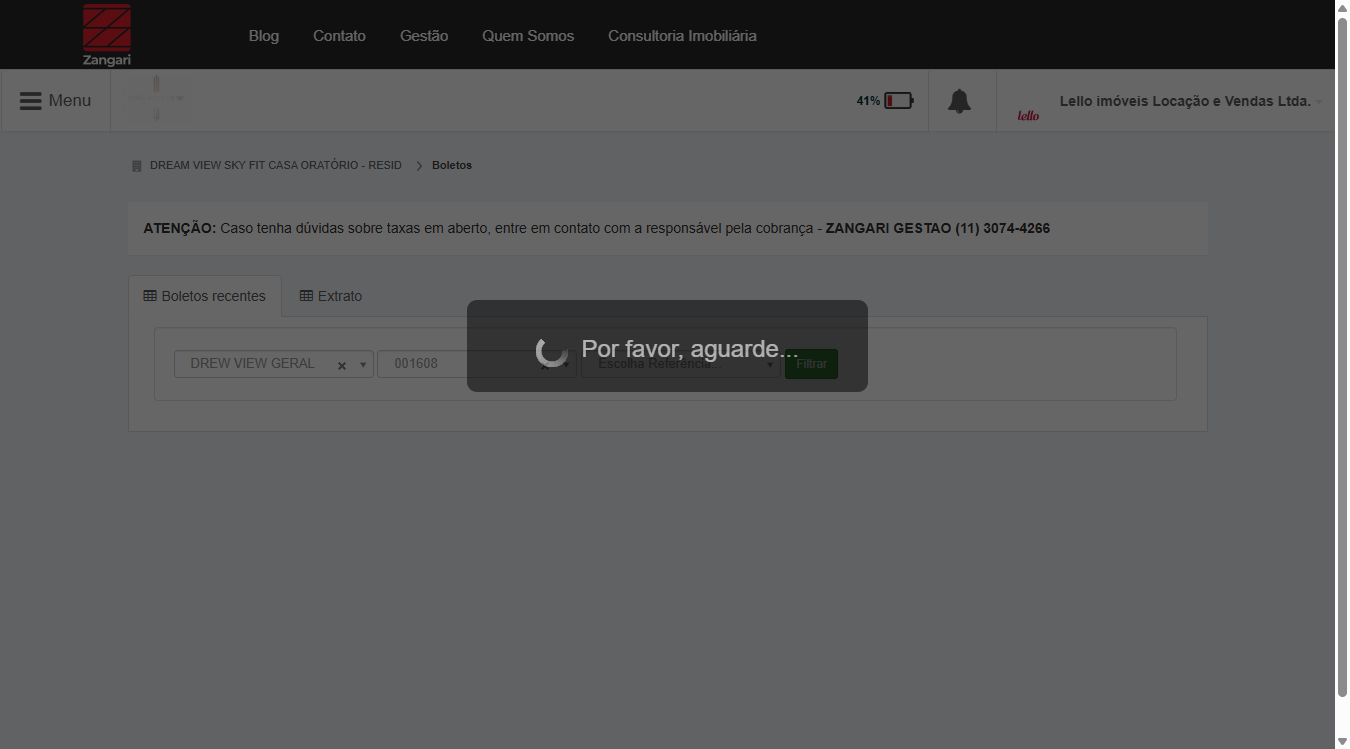 Zangari
Blog Contato Gestão Quem Somos Consultoria Imobiliária
Menu
41%
lello
Lello imóveis Locação e Vendas Ltda.
DREAM VIEW SKY FIT CASA ORATÓRIO - RESID > Boletos
ATENÇÃO: Caso tenha dúvidas sobre taxas em aberto, entre em contato com a responsável pela cobrança - ZANGARI GESTAO (11) 3074-4266
Boletos recentes Extrato
Por favor, aguarde...
DREW VIEW GERAL × 001608 × Escolha Referência... Filtrar